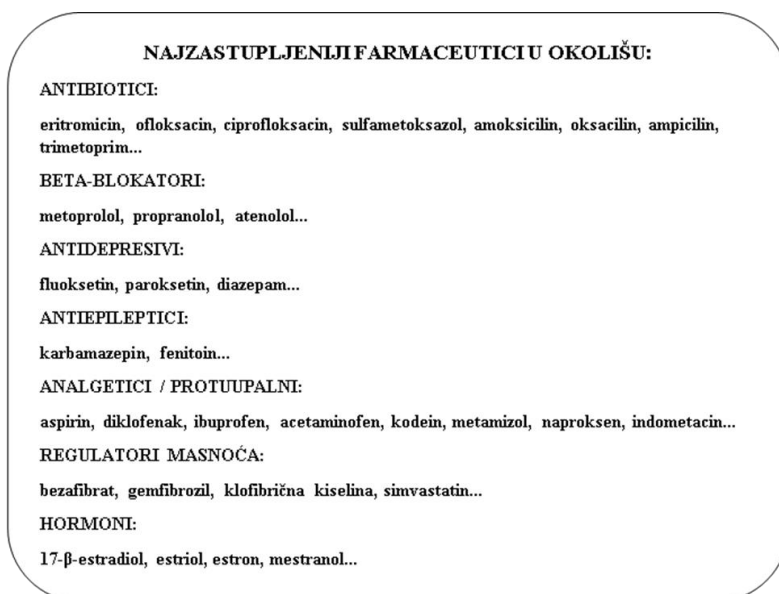 NAJZASTUPLJENIJI FARMACEUTICI U OKOLIŠU:
ANTIBIOTICI:
eritromicin, ofloksacin, ciprofloksacin, sulfametoksazol, amoksicilin, oksacilin, ampicilin,
trimetoprim...
BETA-BLOKATORI:
metoprolol, propranolol, atenolol...
ANTIDEPRESIVI:
fluoksetin, paroksetin, diazepam...
ANTIEPILEPTICI:
karbamazepin, fenitoin...
ANALGETICI / PROTUUPALNI:
aspirin, diklofenak, ibuprofen, acetaminofen, kodein, metamizol, naproksen, indometacin...
REGULATORI MASNOĆA:
bezafibrat, gemfibrozil, klofibrična kiselina, simvastatin...
HORMONI:
17-β-estradiol, estriol, estron, mestranol...